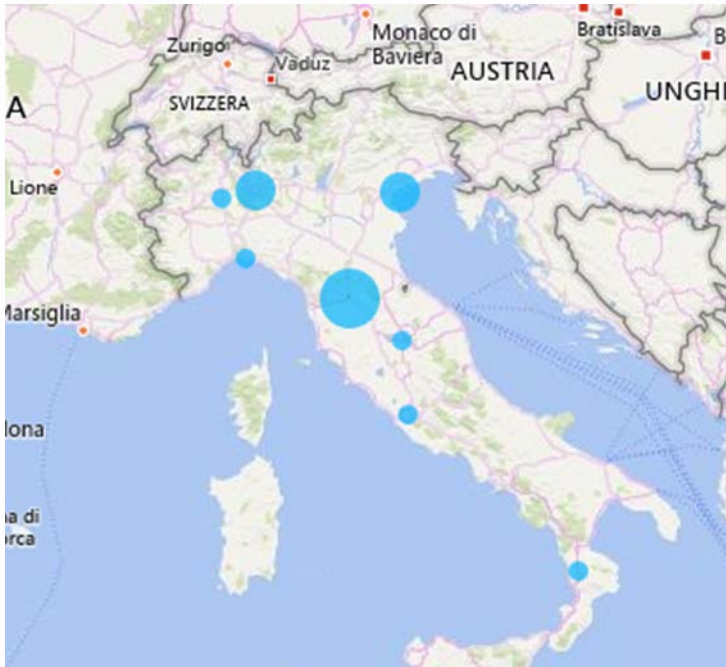 Monaco di
Baviera
Bratislava
Zurigo
Vaduz
AUSTRIA
SVIZZERA
UNGH
B
A
Lione
Marsiglia
lona
a di
rca